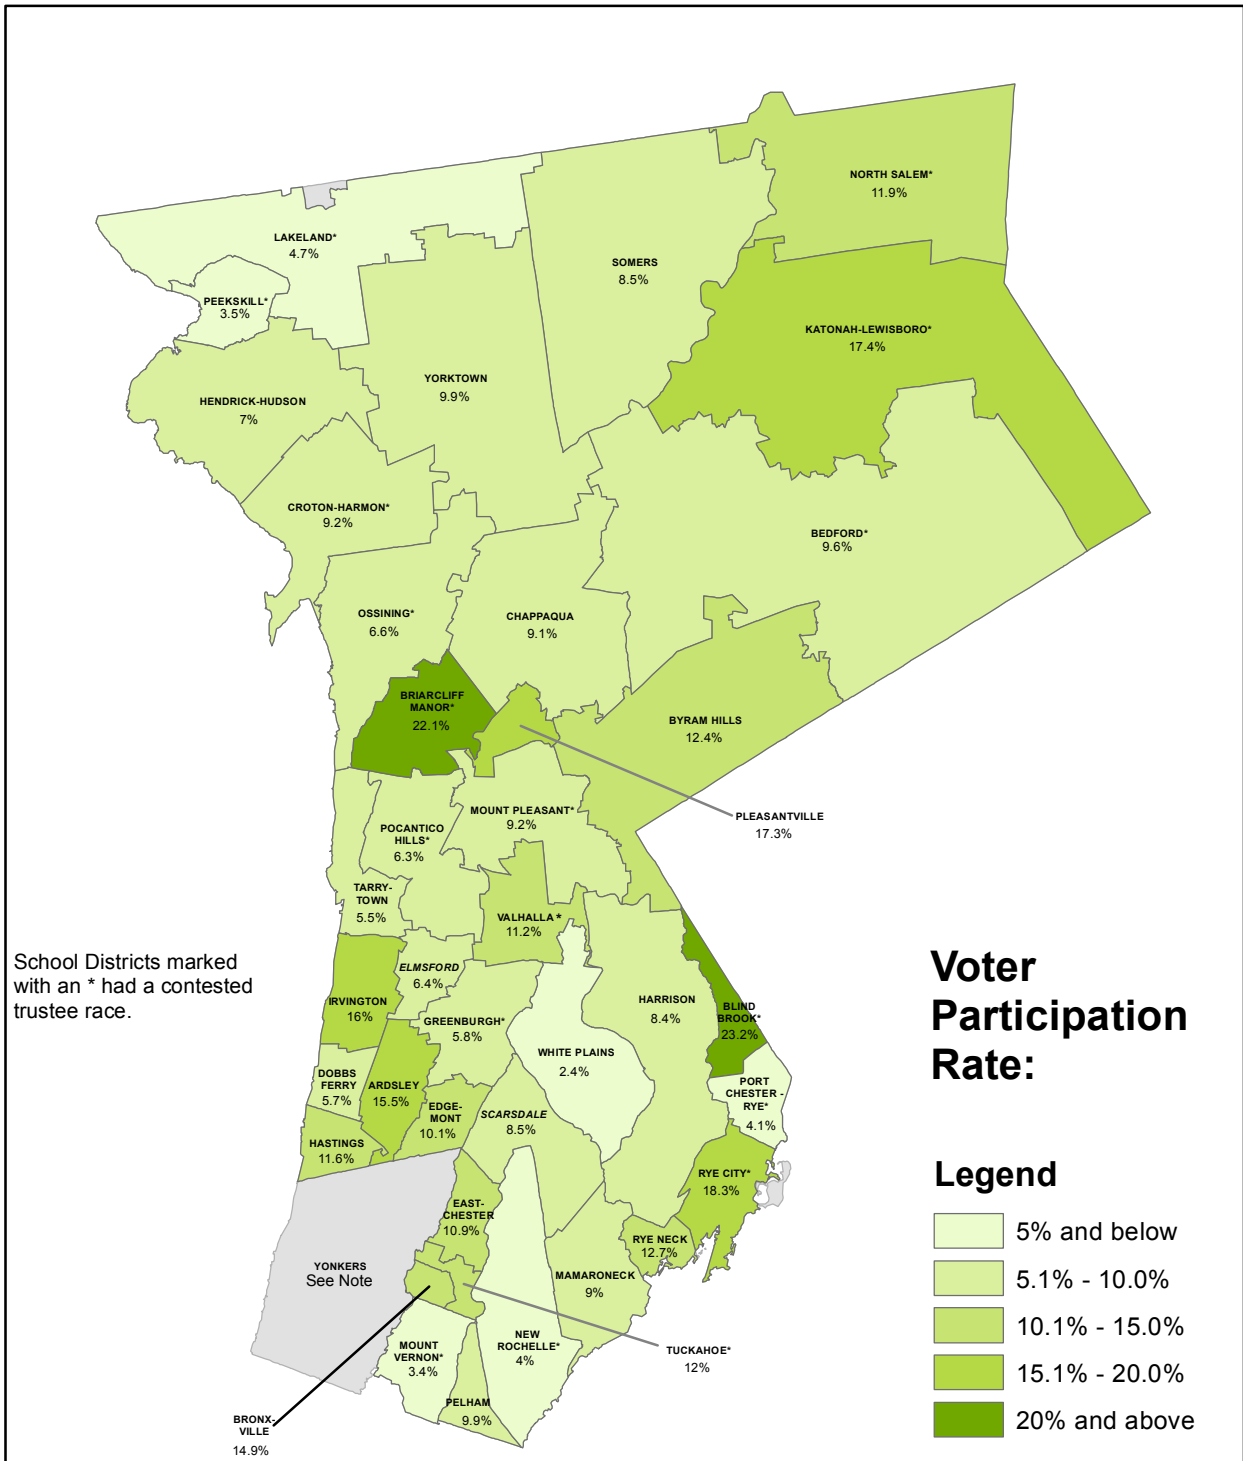 NORTH SALEM*
11.9%
LAKELAND*
4.7%
SOMERS
8.5%
PEEKSKILL*
3.5%
KATONAH-LEWISBORO*
17.4%
YORKTOWN
9.9%
HENDRICK-HUDSON
7%
CROTON-HARMON*
9.2%
BEDFORD*
9.6%
OSSINING*
6.6%
CHAPPAQUA
9.1%
BRIARCLIFF
MANOR*
22.1%
BYRAM HILLS
12.4%
PLEASANTVILLE
17.3%
MOUNT PLEASANT*
9.2%
POCANTICO
HILLS*
6.3%
TARRY-
TOWN
5.5%
VALHALLA *
11.2%
School Districts marked
with an * had a contested
trustee race.
ELMSFORD
6.4%
IRVINGTON
16%
GREENBURGH*
5.8%
HARRISON
8.4%
BLIND
BROOK*
23.2%
WHITE PLAINS
2.4%
DOBBS
FERRY
5.7%
ARDSLEY
15.5%
EDGE-
MONT
10.1%
SCARSDALE
8.5%
PORT
CHESTER -
RYE*
4.1%
HASTINGS
11.6%
RYE CITY*
18.3%
EAST-
CHESTER
10.9%
RYE NECK
12.7%
YONKERS
See Note
MAMARONECK
9%
NEW
ROCHELLE*
4%
TUCKAHOE*
12%
MOUNT
VERNON*
3.4%
PELHAM
9.9%
BRONX-
VILLE
14.9%
Voter
Participation
Rate:
Legend
5% and below
5.1% - 10.0%
10.1% - 15.0%
15.1% - 20.0%
20% and above